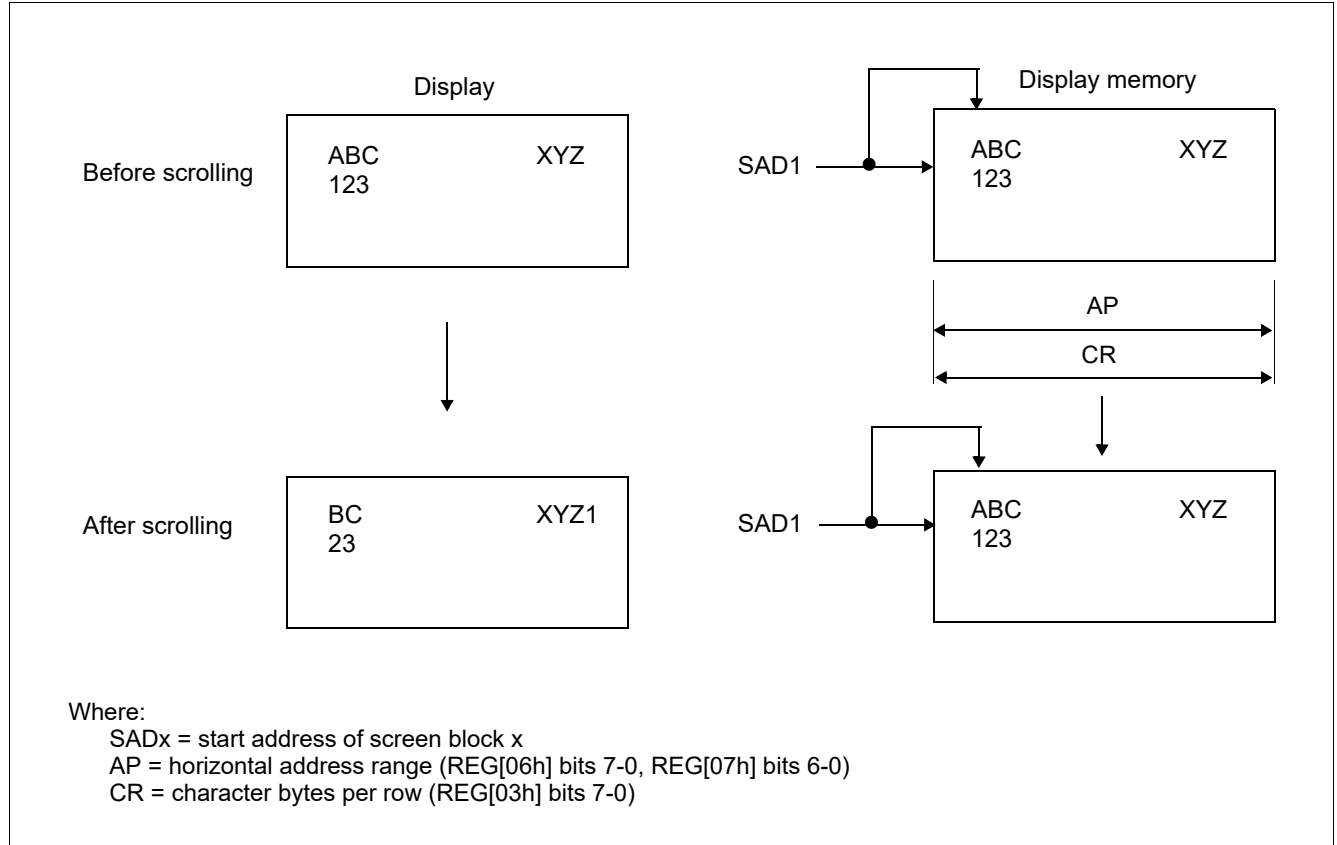 Display
Display memory
Before scrolling
ABC XYZ
123
SAD1
ABC XYZ
123
AP
CR
After scrolling
BC XYZ1
23
SAD1
ABC XYZ
123
Where:
SADx = start address of screen block x
AP = horizontal address range (REG[06h] bits 7-0, REG[07h] bits 6-0)
CR = character bytes per row (REG[03h] bits 7-0)